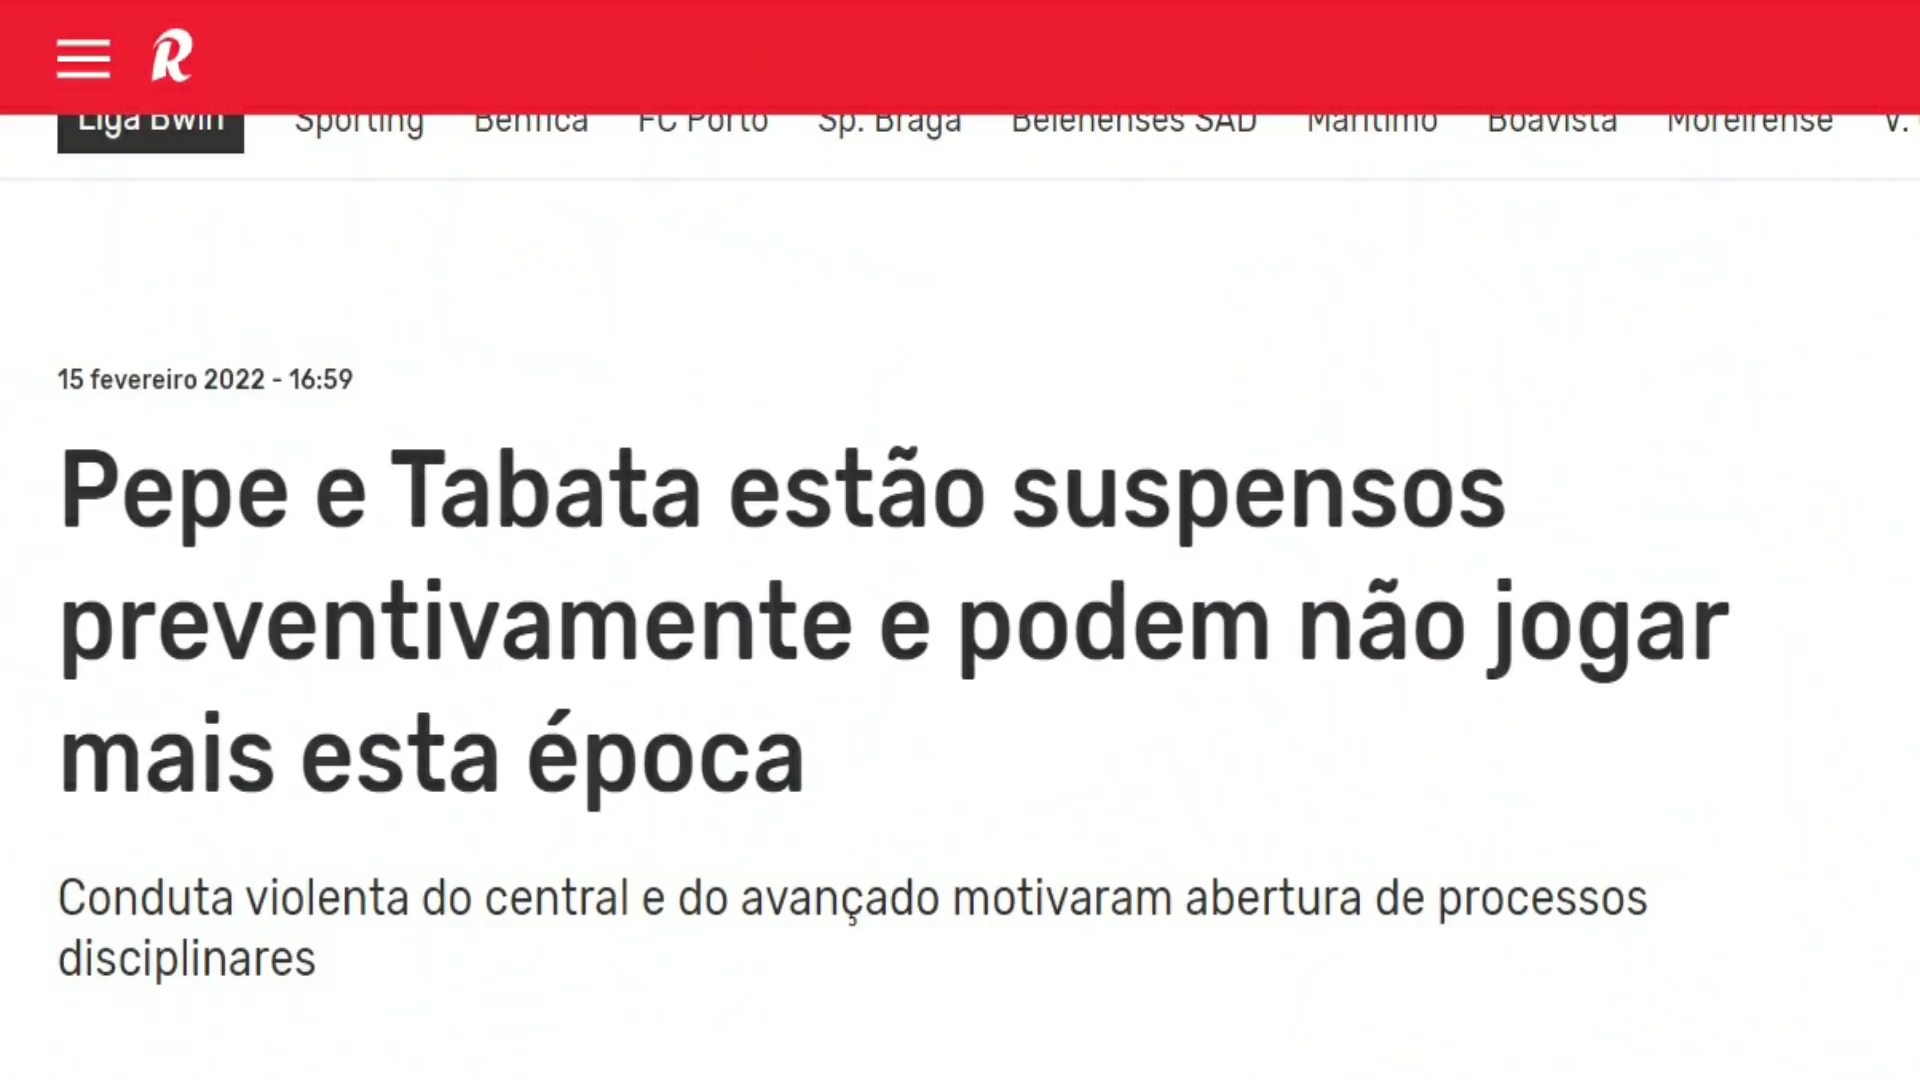 R
Liga Bwin Sporting Benfica FC Porto Sp. Braga Belenenses SAD Marítimo Boavista Moreirense V.
15 fevereiro 2022 - 16:59
Pepe e Tabata estão suspensos
preventivamente e podem não jogar
mais esta época
Conduta violenta do central e do avançado motivaram abertura de processos
disciplinares